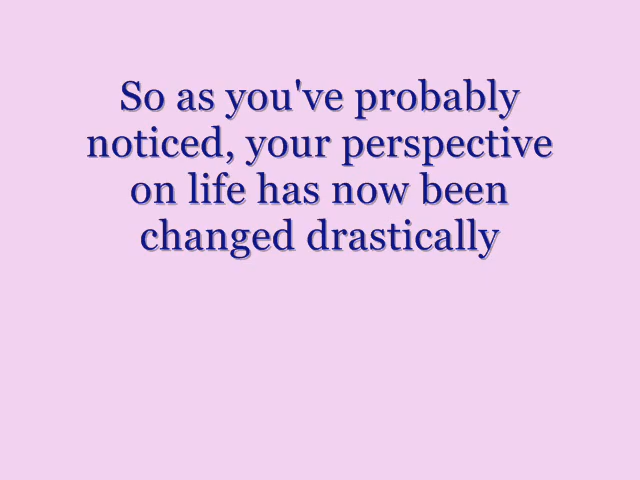 So as you've probably
noticed, your perspective
on life has now been
changed drastically